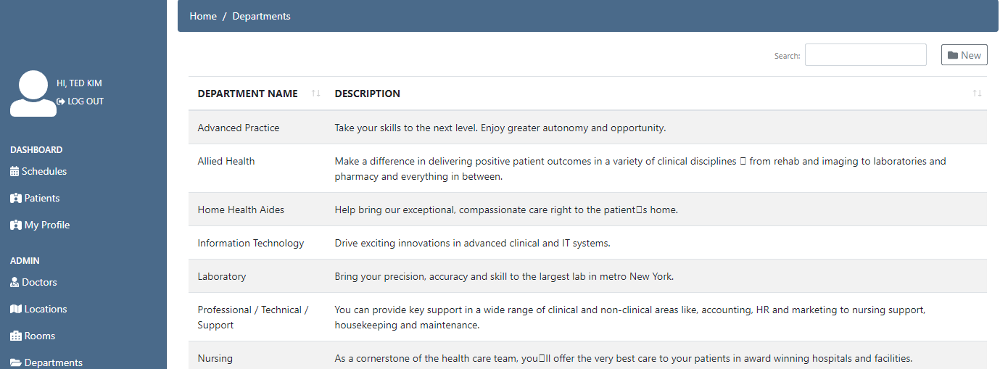 Home / Departments
HI, TED KIM
LOG OUT
DASHBOARD
Schedules
Patients
My Profile
ADMIN
Doctors
Locations
Rooms
Departments
Search:
New
DEPARTMENT NAME DESCRIPTION
Advanced Practice Take your skills to the next level. Enjoy greater autonomy and opportunity.
Allied Health Make a difference in delivering positive patient outcomes in a variety of clinical disciplines □ from rehab and imaging to laboratories and
pharmacy and everything in between.
Home Health Aides Help bring our exceptional, compassionate care right to the patient□s home.
Information Technology Drive exciting innovations in advanced clinical and IT systems.
Laboratory Bring your precision, accuracy and skill to the largest lab in metro New York.
Professional / Technical / You can provide key support in a wide range of clinical and non-clinical areas like, accounting, HR and marketing to nursing support,
Support housekeeping and maintenance.
Nursing As a cornerstone of the health care team, you□ll offer the very best care to your patients in award winning hospitals and facilities.